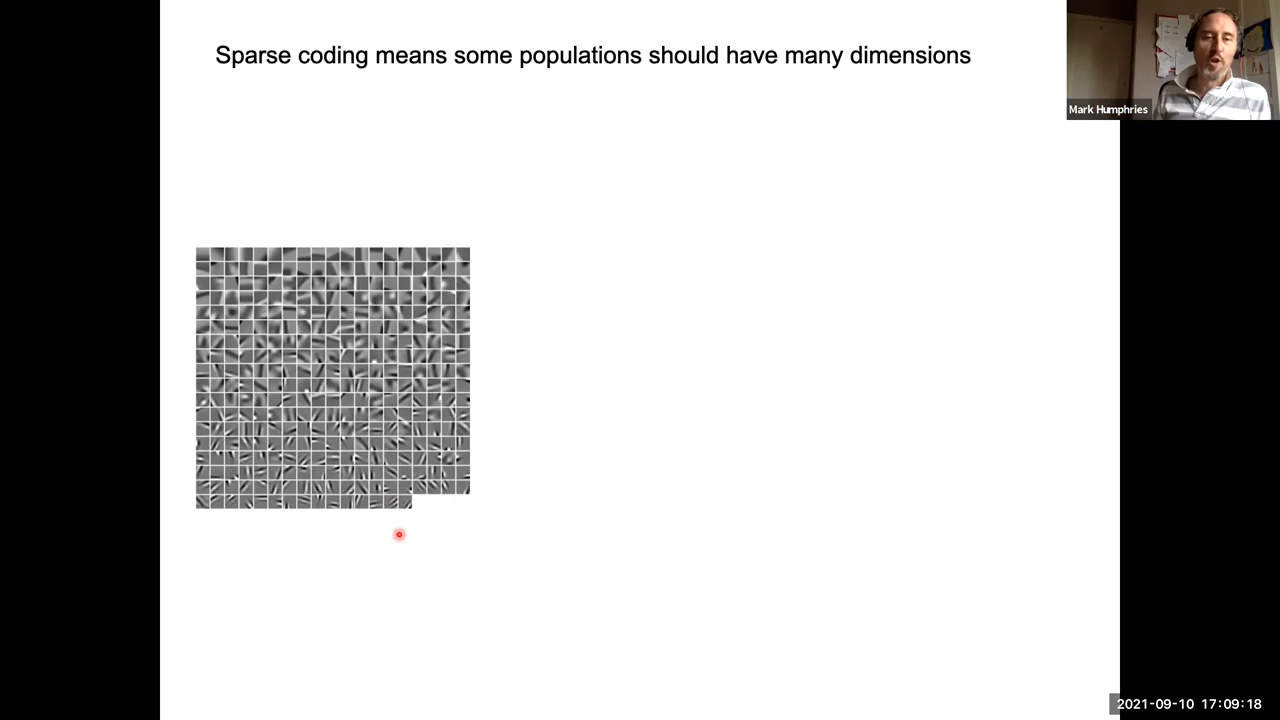 Sparse coding means some populations should have many dimensions
Mark Humphries
2021-09-10 17:09:18